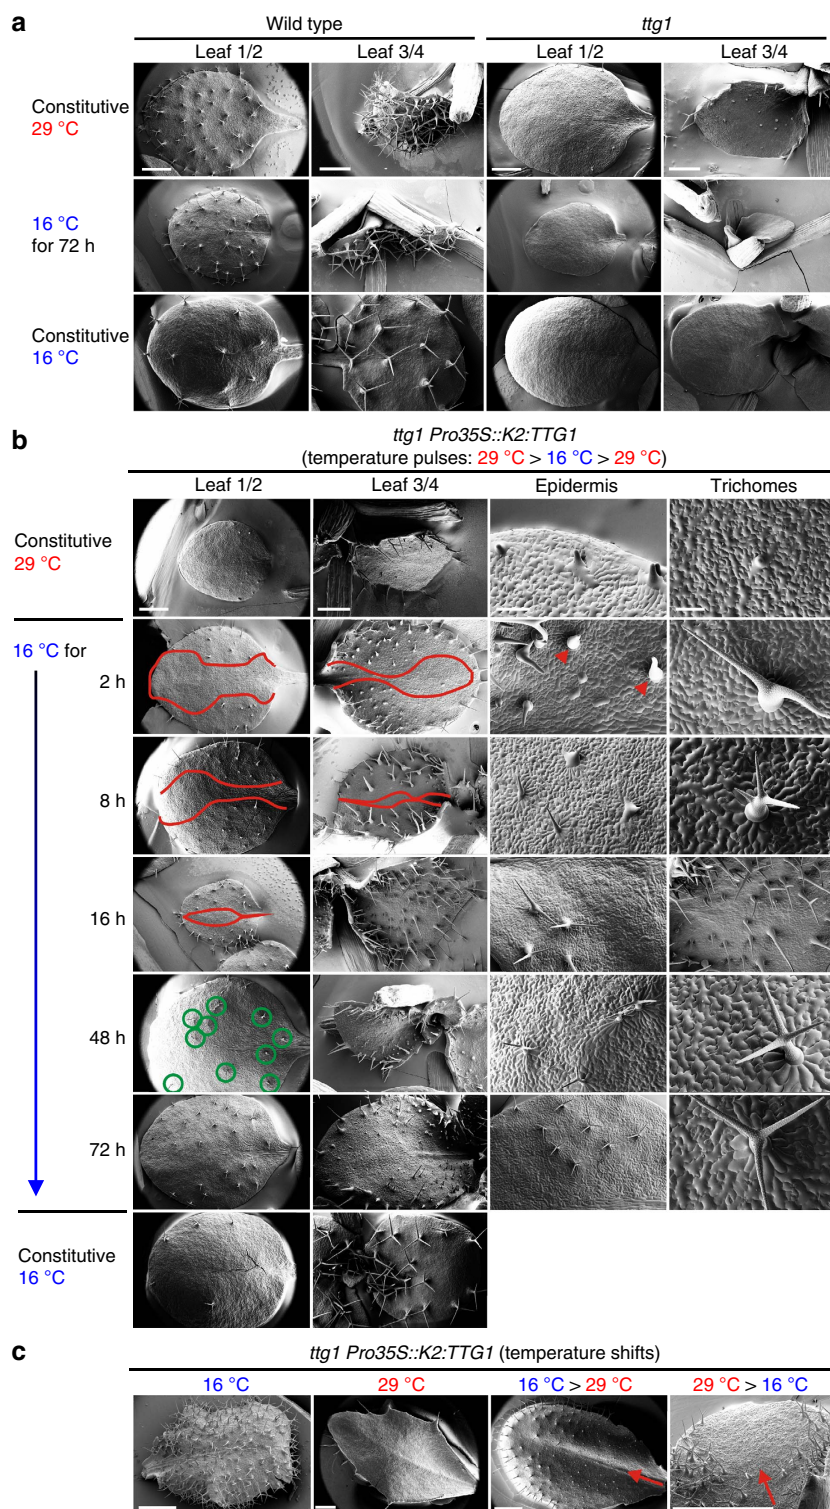 a
Wild type
ttg1
Leaf 1/2
Leaf 3/4
Leaf 1/2
Leaf 3/4
Constitutive
29 °C
16 °C
for 72 h
Constitutive
16 °C
b
ttg1 Pro35S::K2:TTG1
(temperature pulses: 29 °C > 16 °C > 29 °C)
Leaf 1/2
Leaf 3/4
Epidermis
Trichomes
Constitutive
29 °C
16 °C for
2 h
8 h
16 h
48 h
72 h
Constitutive
16 °C
c
ttg1 Pro35S::K2:TTG1 (temperature shifts)
16 °C
29 °C
16 °C > 29 °C
29 °C > 16 °C